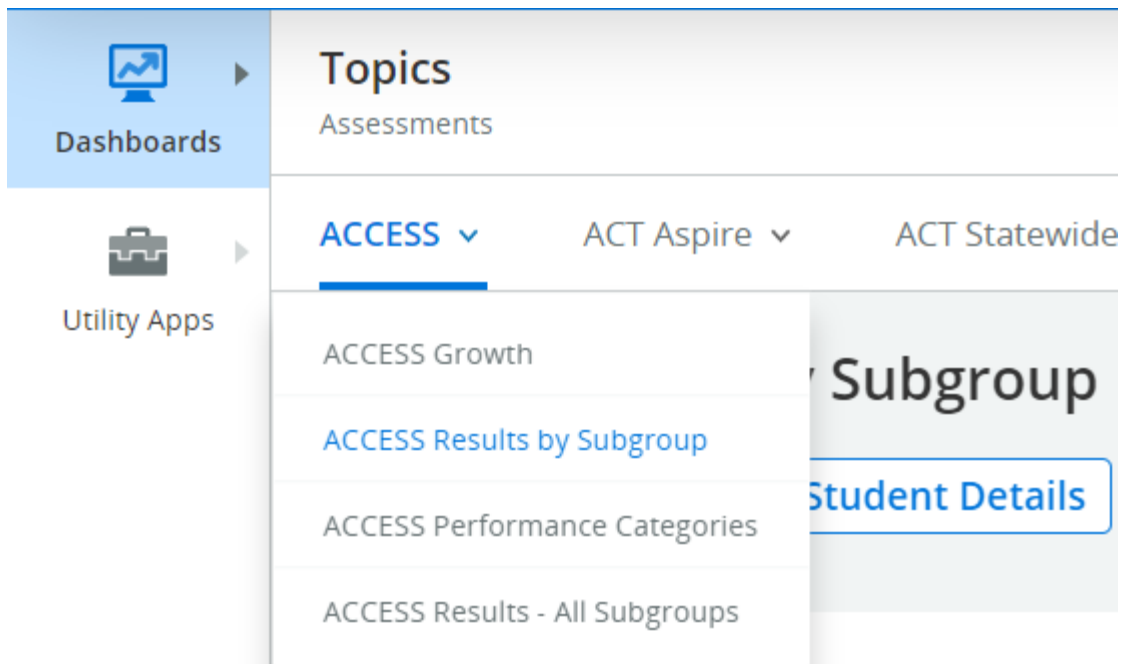 Dashboards
Utility Apps
Topics
Assessments
ACCESS ACT Aspire ACT Statewide
ACCESS Growth
ACCESS Results by Subgroup
ACCESS Performance Categories
ACCESS Results - All Subgroups
Subgroup
Student Details